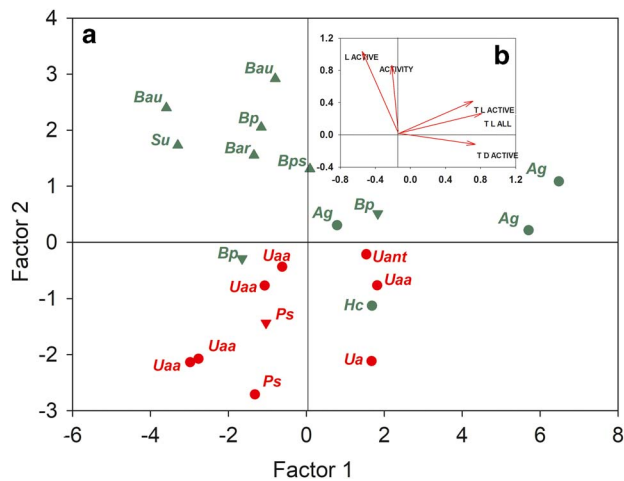 4
a
3
2
1
0
-1
-2
-3
Factor 2
-6
-4
-2
0
2
4
6
8
Factor 1
Bau
Bau
Bp
Su
Bar
Bps
Ag
Bp
Ag
Ag
Bp
Uaa
Uaa
Ps
Uaa
Uaa
Ps
Uant
Uaa
Hc
Ua
b
1.2
0.8
0.4
0.0
-0.4
-0.8
-0.4
0.0
0.4
0.8
1.2
L ACTIVE
ACTIVITY
T L ACTIVE
T L ALL
T D ACTIVE